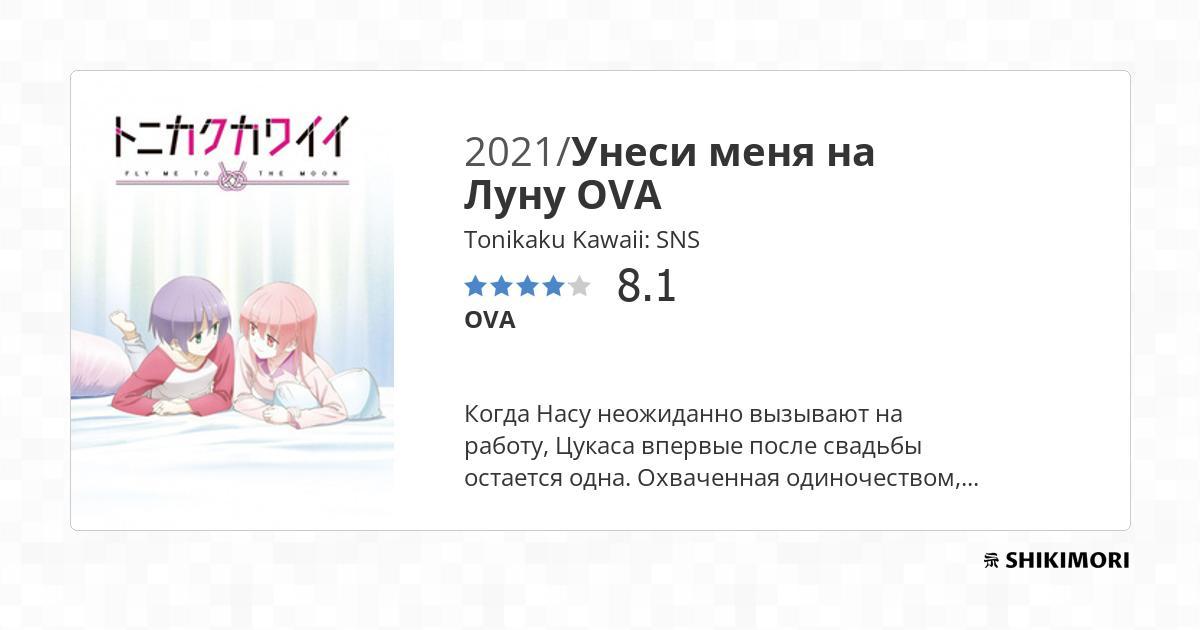 トニカクカワイイ
FLY ME TO THE MOON
2021/Унеси меня на
Луну OVA
Tonikaku Kawaii: SNS
8.1
OVA
Когда Насу неожиданно вызывают на
работу, Цукаса впервые после свадьбы
остается одна. Охваченная одиночеством,...
SHIKIMORI